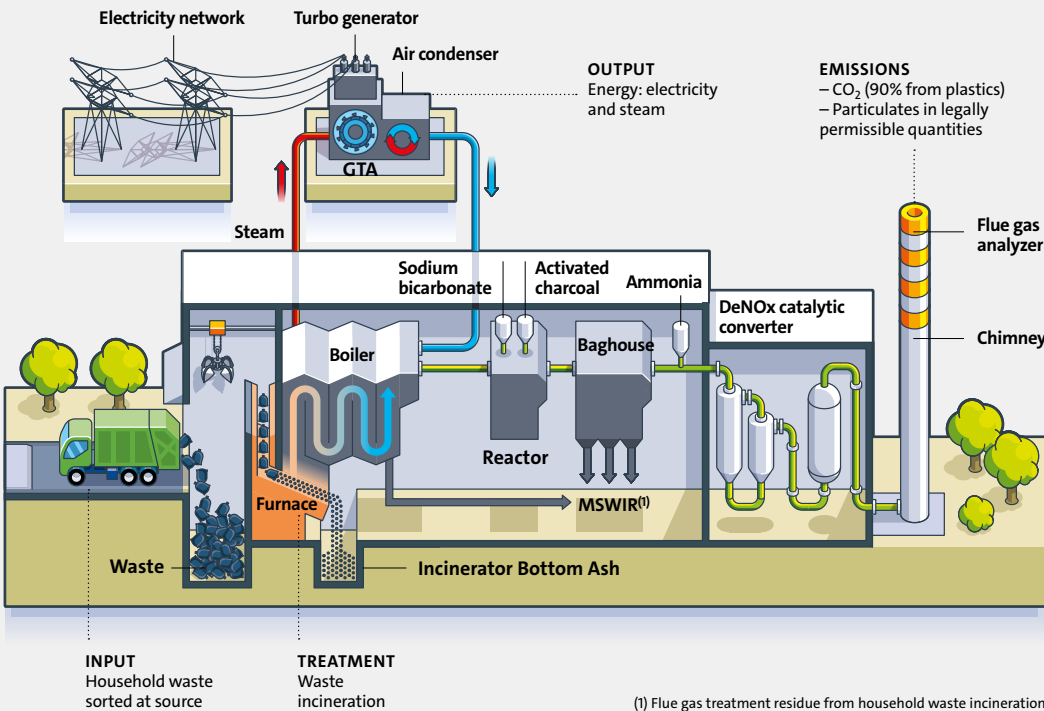 Electricity network
Turbo generator
Air condenser
OUTPUT
Energy: electricity
and steam
EMISSIONS
– CO₂ (90% from plastics)
– Particulates in legally
permissible quantities
GTA
Steam
Flue gas
analyzer
Sodium
bicarbonate
Activated
charcoal
Ammonia
DeNOx catalytic
converter
Chimney
Boiler
Baghouse
Reactor
Furnace
MSWIR⁽¹⁾
Waste
Incinerator Bottom Ash
INPUT
Household waste
sorted at source
TREATMENT
Waste
incineration
(1) Flue gas treatment residue from household waste incineration